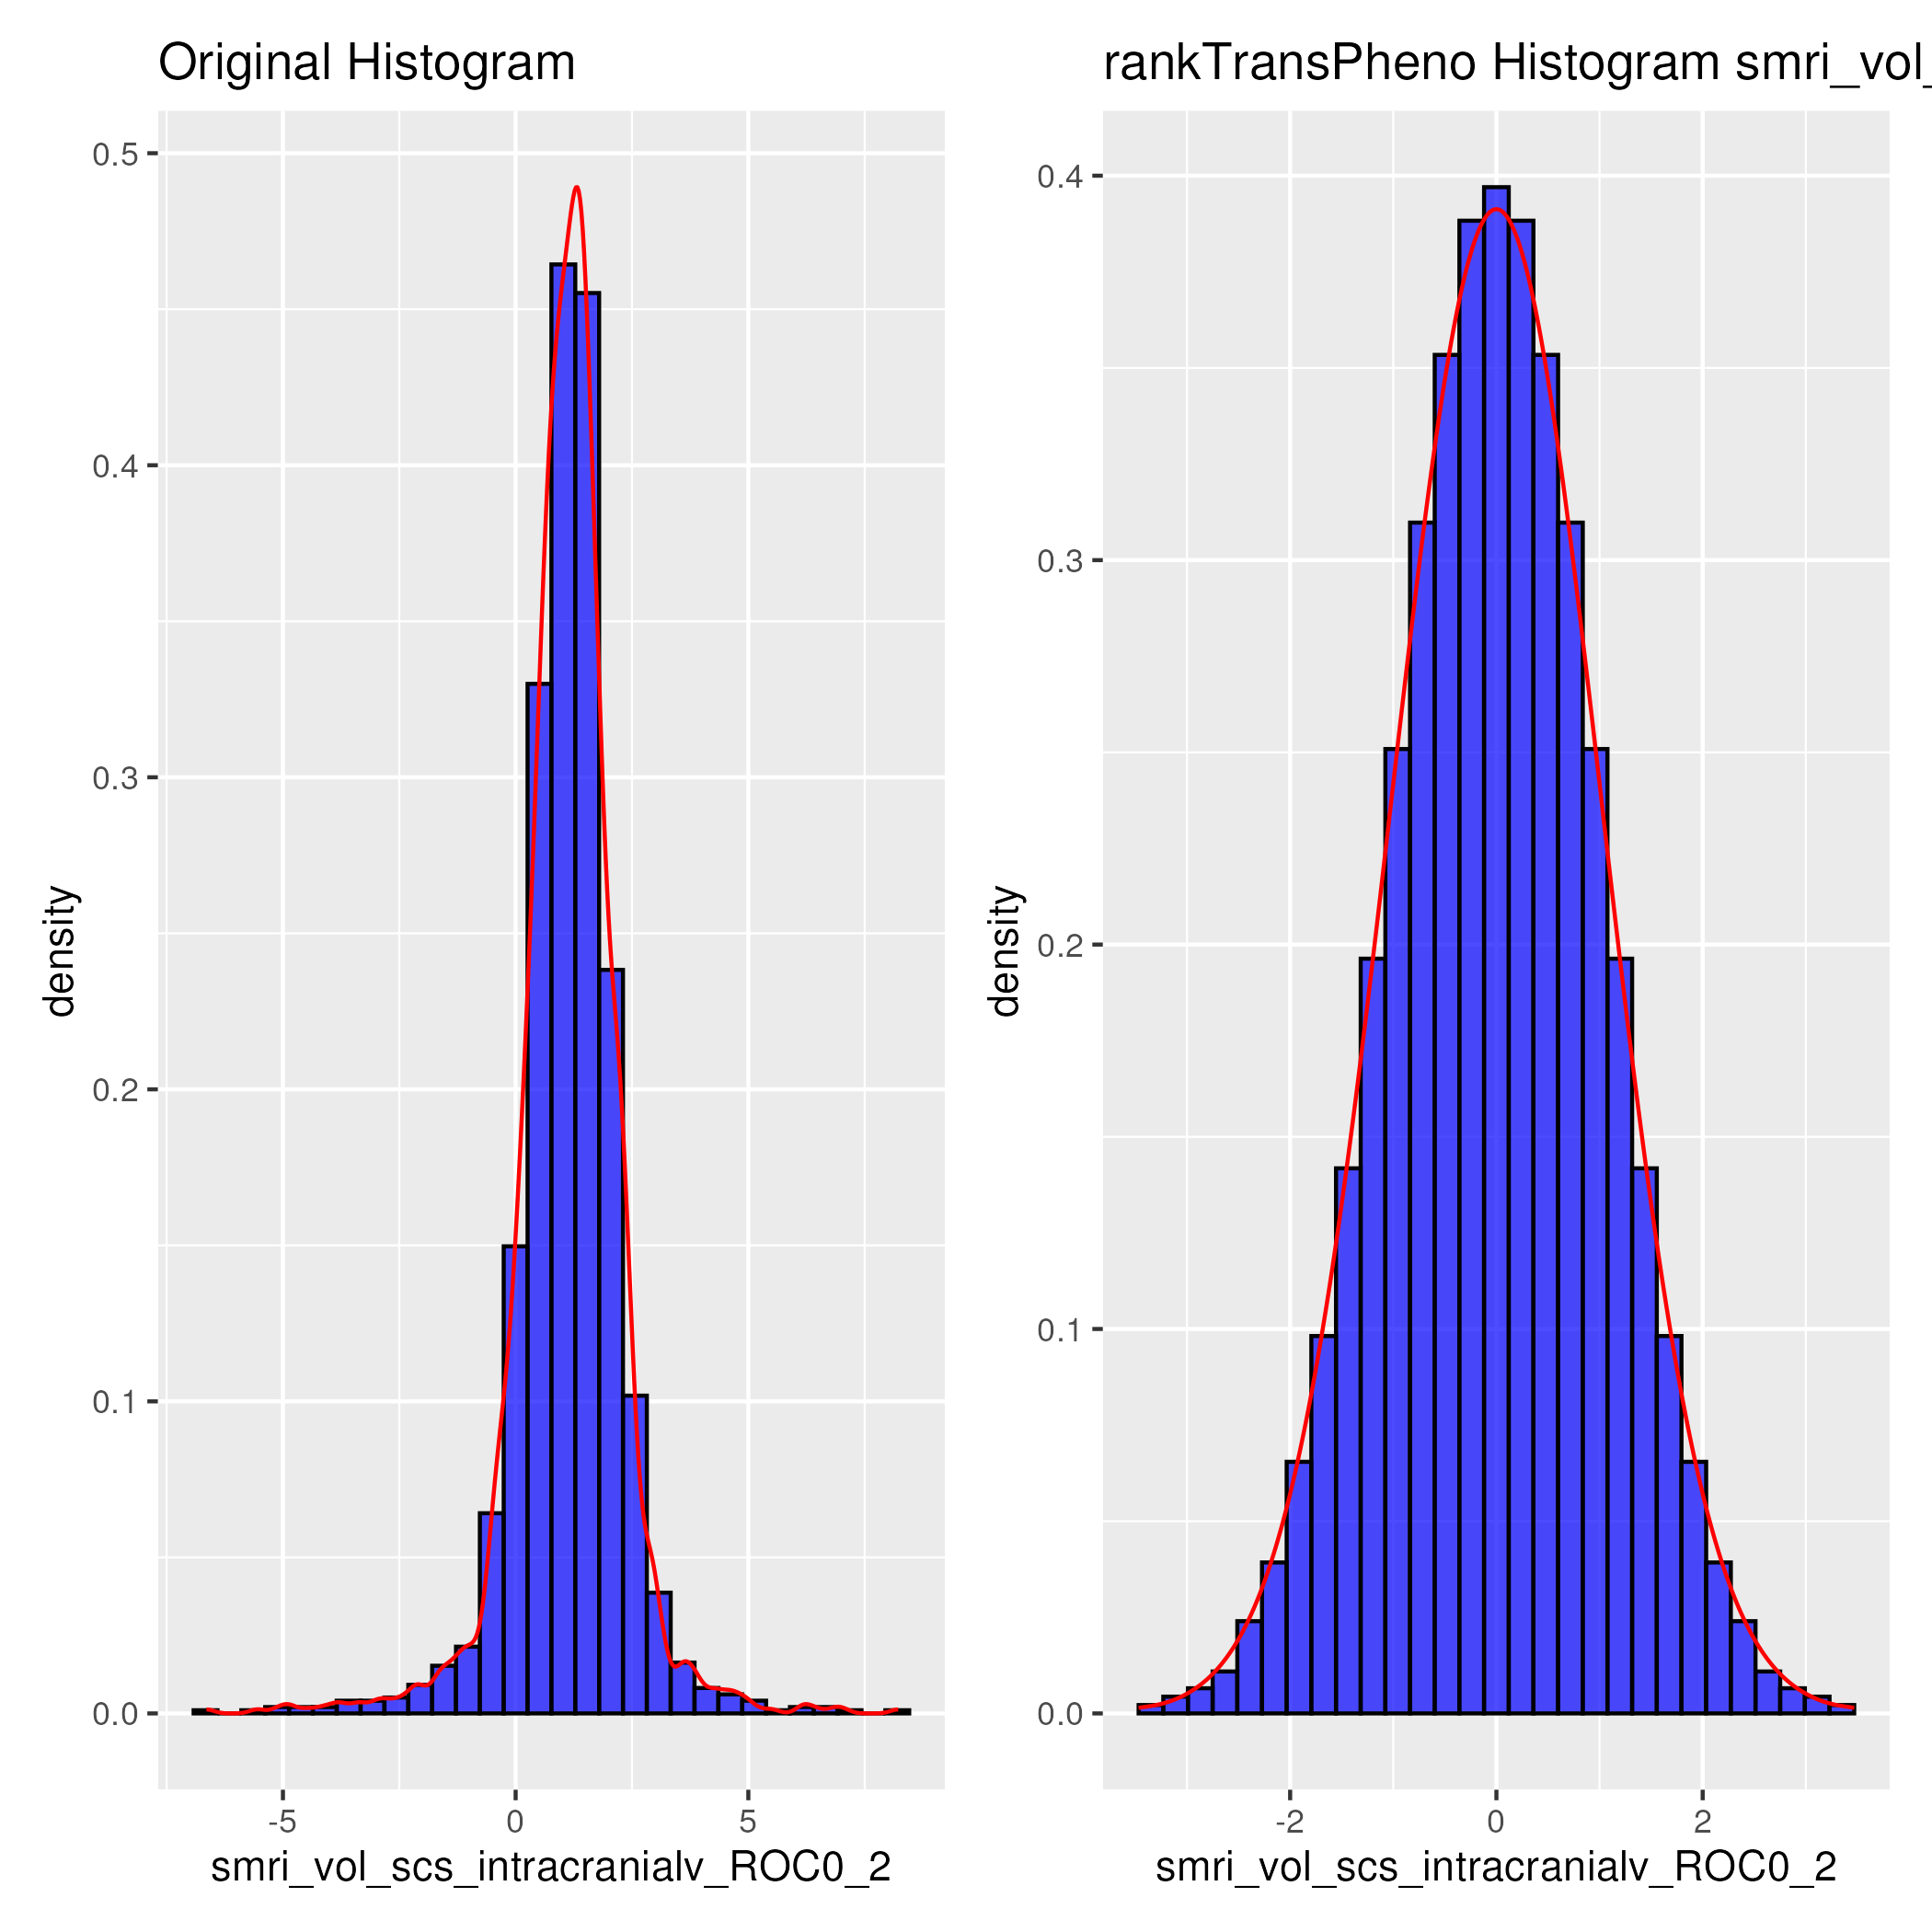 Original Histogram
0.5
0.4
0.3
0.2
0.1
0.0
density
-5 0 5
smri_vol_scs_intracranialv_ROC0_2
rankTransPheno Histogram smri_vol_
0.4
0.3
0.2
0.1
0.0
density
-2 0 2
smri_vol_scs_intracranialv_ROC0_2